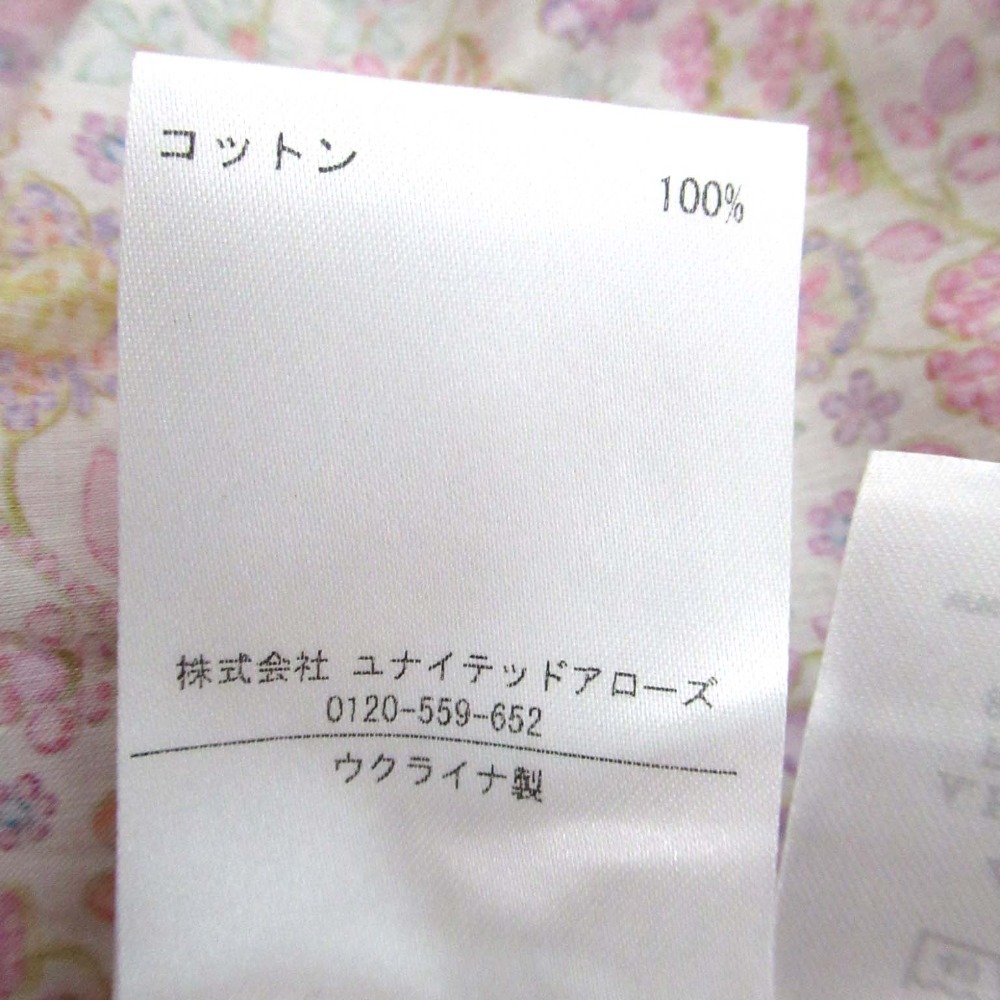 コットン
100%
株式会社 ユナイテッドアローズ
0120-559-652
ウクライナ製